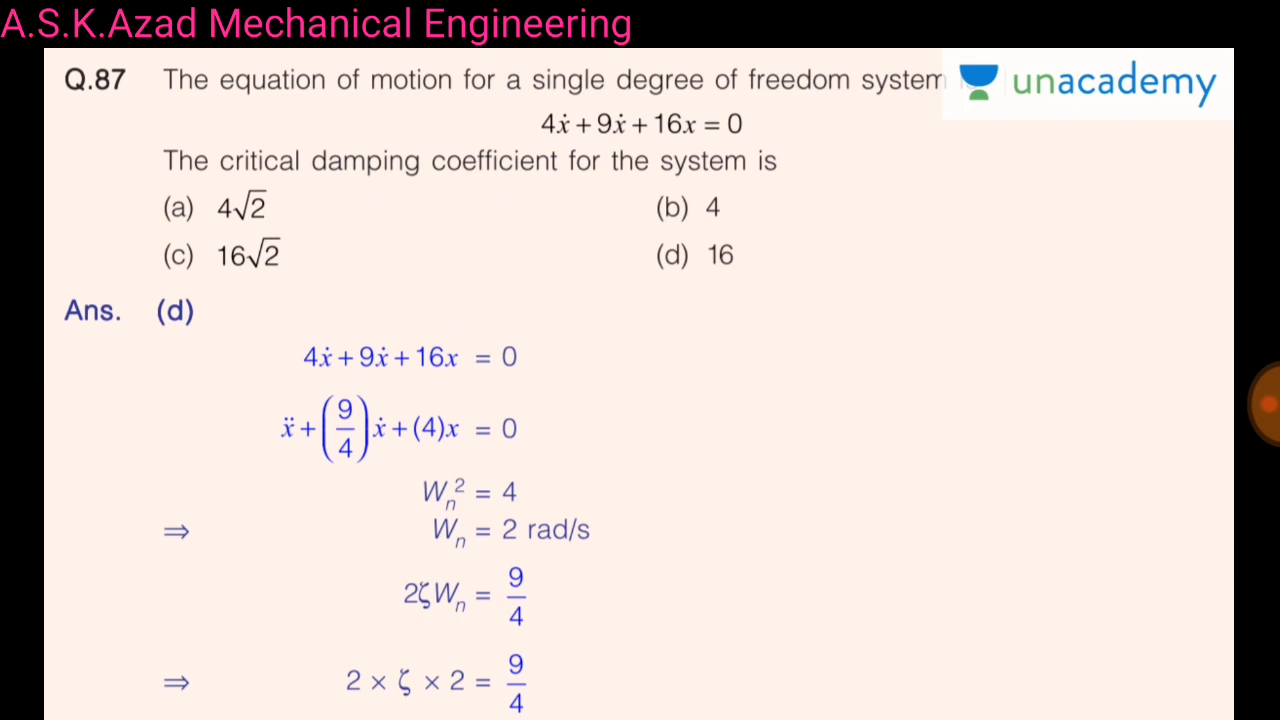 A.S.K.Azad Mechanical Engineering
Q.87 The equation of motion for a single degree of freedom system
unacademy
4ẋ + 9ẋ + 16x = 0
The critical damping coefficient for the system is
(a) 4√2 (b) 4
(c) 16√2 (d) 16
Ans. (d)
4ẋ + 9ẋ + 16x = 0
ẍ + (9/4)ẋ + (4)x = 0
Wₙ² = 4
⇒ Wₙ = 2 rad/s
2ζWₙ = 9/4
⇒ 2 × ζ × 2 = 9/4